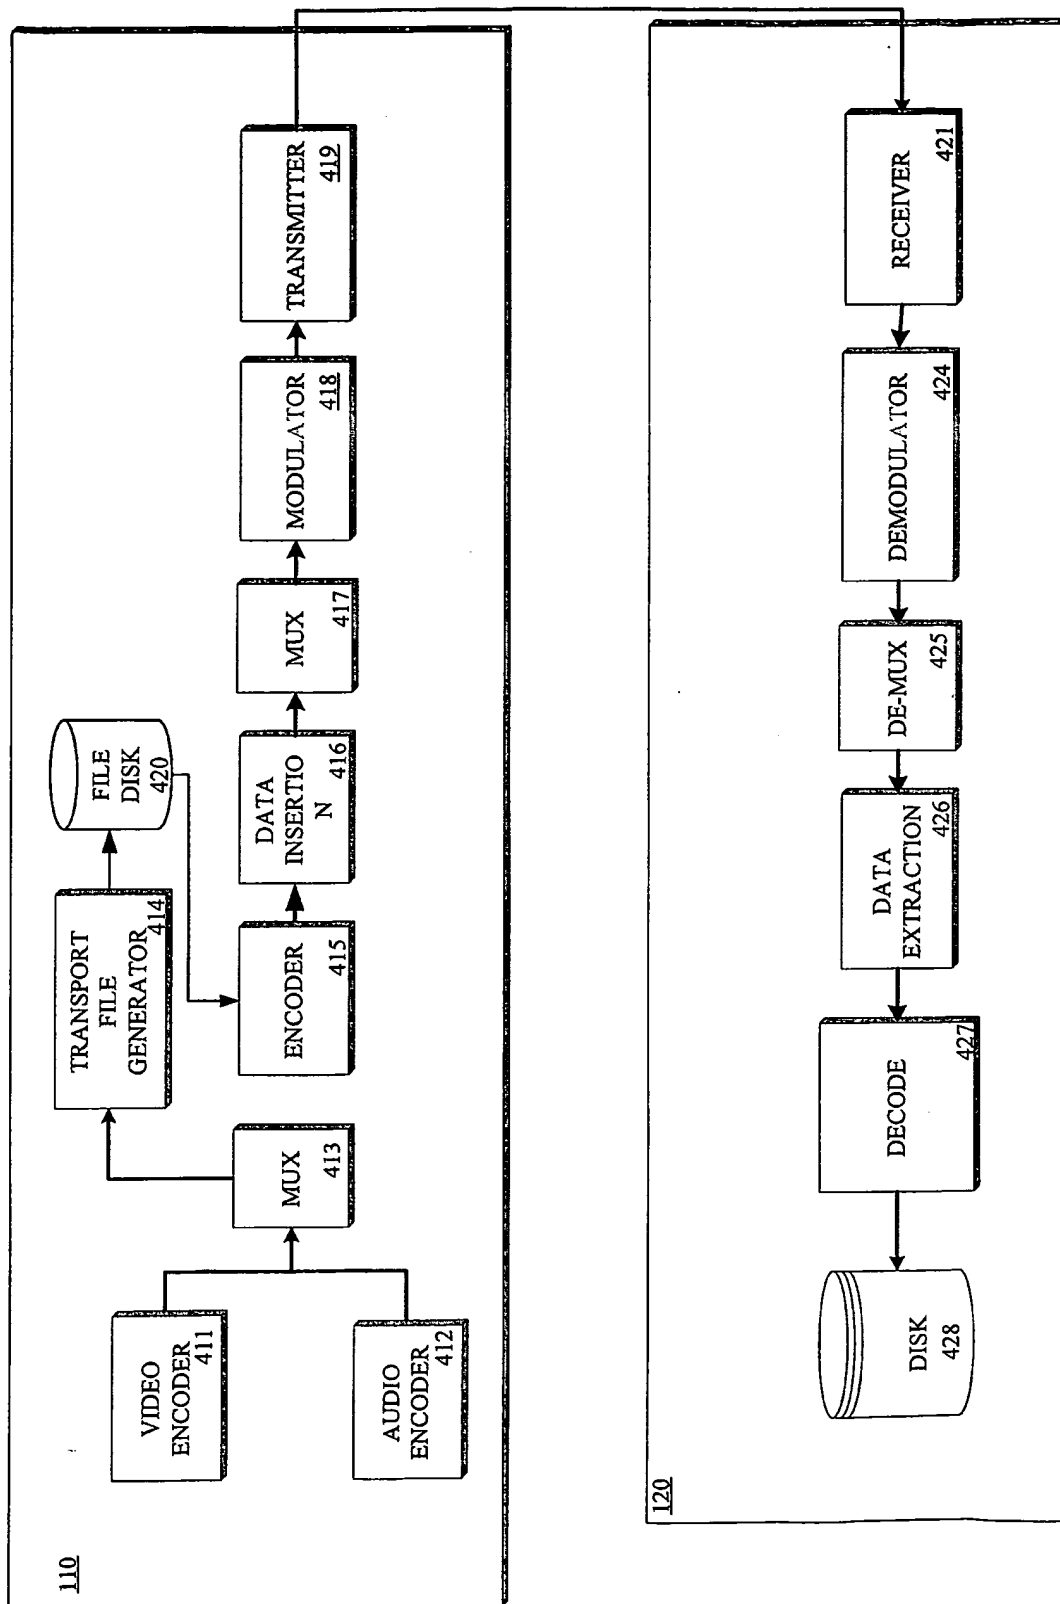 110
VIDEO
ENCODER
411
AUDIO
ENCODER
412
MUX
413
TRANSPORT
FILE
GENERATOR
414
FILE
DISK
420
ENCODER
415
DATA
INSERTIO
N
416
MUX
417
MODULATOR
418
TRANSMITTER
419
120
DISK
428
DECODE
427
DATA
EXTRACTION
426
DE-MUX
425
DEMODULATOR
424
RECEIVER
421